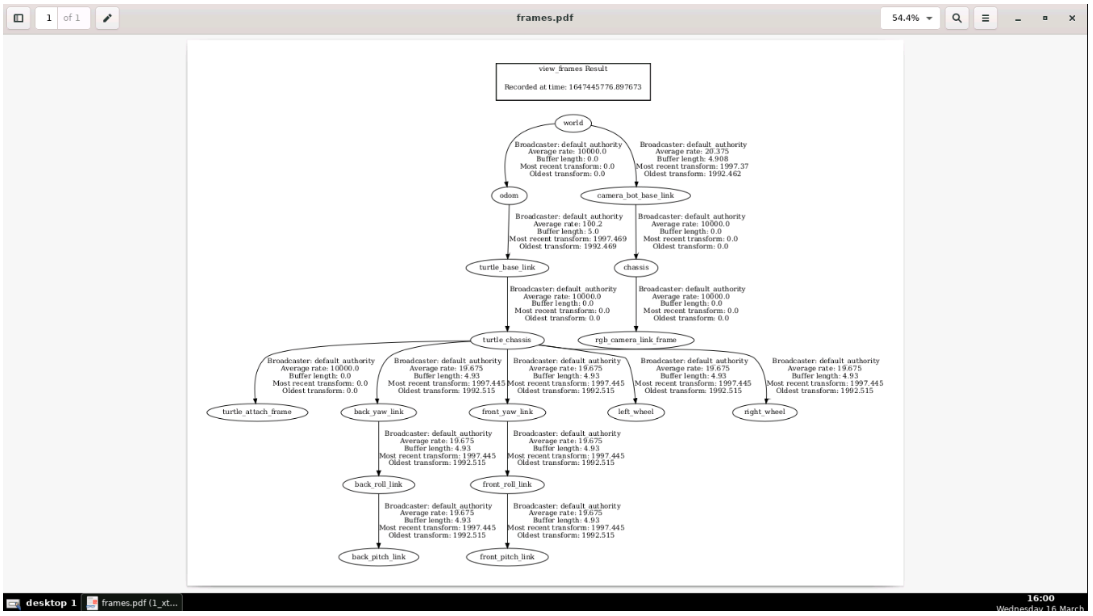 1 of 1
frames.pdf
54.4%
view_frames Result
Recorded at time: 1647445776.897673
world
Broadcaster: default_authority
Average rate: 10000.0
Buffer length: 0.0
Most recent transform: 0.0
Oldest transform: 0.0
Broadcaster: default_authority
Average rate: 20.375
Buffer length: 4.908
Most recent transform: 1997.37
Oldest transform: 1992.462
odom
camera_bot_base_link
Broadcaster: default_authority
Average rate: 100.2
Buffer length: 5.0
Most recent transform: 1997.469
Oldest transform: 1992.469
Broadcaster: default_authority
Average rate: 10000.0
Buffer length: 0.0
Most recent transform: 0.0
Oldest transform: 0.0
turtle_base_link
chassis
Broadcaster: default_authority
Average rate: 10000.0
Buffer length: 0.0
Most recent transform: 0.0
Oldest transform: 0.0
Broadcaster: default_authority
Average rate: 10000.0
Buffer length: 0.0
Most recent transform: 0.0
Oldest transform: 0.0
turtle_chassis
rgb_camera_link_frame
Broadcaster: default_authority
Average rate: 10000.0
Buffer length: 0.0
Most recent transform: 0.0
Oldest transform: 0.0
Broadcaster: default_authority
Average rate: 19.675
Buffer length: 4.93
Most recent transform: 1997.445
Oldest transform: 1992.515
Broadcaster: default_authority
Average rate: 19.675
Buffer length: 4.93
Most recent transform: 1997.445
Oldest transform: 1992.515
Broadcaster: default_authority
Average rate: 19.675
Buffer length: 4.93
Most recent transform: 1997.445
Oldest transform: 1992.515
Broadcaster: default_authority
Average rate: 19.675
Buffer length: 4.93
Most recent transform: 1997.445
Oldest transform: 1992.515
turtle_attach_frame
back_yaw_link
front_yaw_link
left_wheel
right_wheel
Broadcaster: default_authority
Average rate: 19.675
Buffer length: 4.93
Most recent transform: 1997.445
Oldest transform: 1992.515
Broadcaster: default_authority
Average rate: 19.675
Buffer length: 4.93
Most recent transform: 1997.445
Oldest transform: 1992.515
back_roll_link
front_roll_link
Broadcaster: default_authority
Average rate: 19.675
Buffer length: 4.93
Most recent transform: 1997.445
Oldest transform: 1992.515
Broadcaster: default_authority
Average rate: 19.675
Buffer length: 4.93
Most recent transform: 1997.445
Oldest transform: 1992.515
back_pitch_link
front_pitch_link
desktop 1
frames.pdf (1_xt...
16:00
Wednesday 16 March